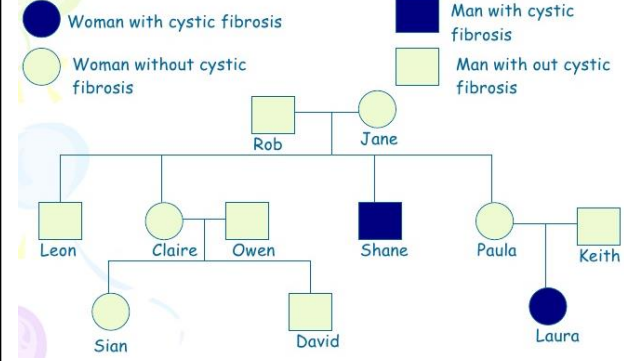 Woman with cystic fibrosis
Man with cystic
fibrosis
Woman without cystic
fibrosis
Man with out cystic
fibrosis
Rob
Jane
Leon
Claire
Owen
Shane
Paula
Keith
Sian
David
Laura